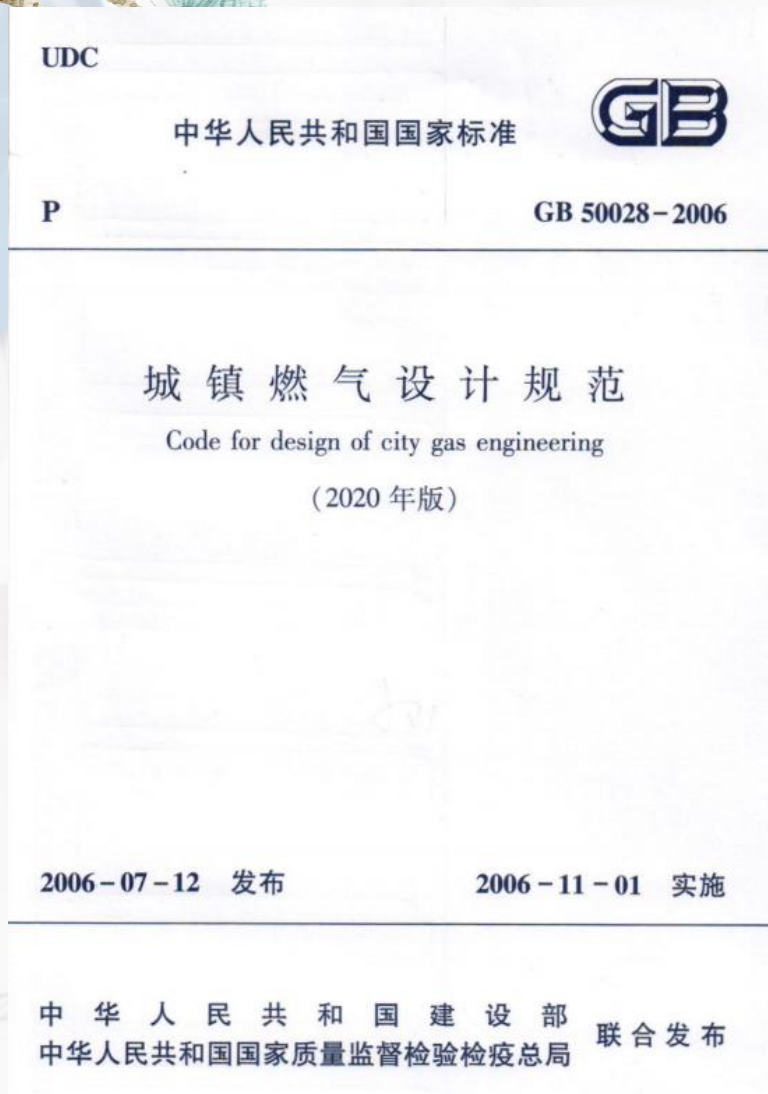 UDC
GB
中华人民共和国国家标准
P
GB 50028-2006
城镇燃气设计规范
Code for design of city gas engineering
(2020 年版)
2006-07-12 发布
2006-11-01 实施
中华人民共和国建设部
中华人民共和国国家质量监督检验检疫总局
联合发布